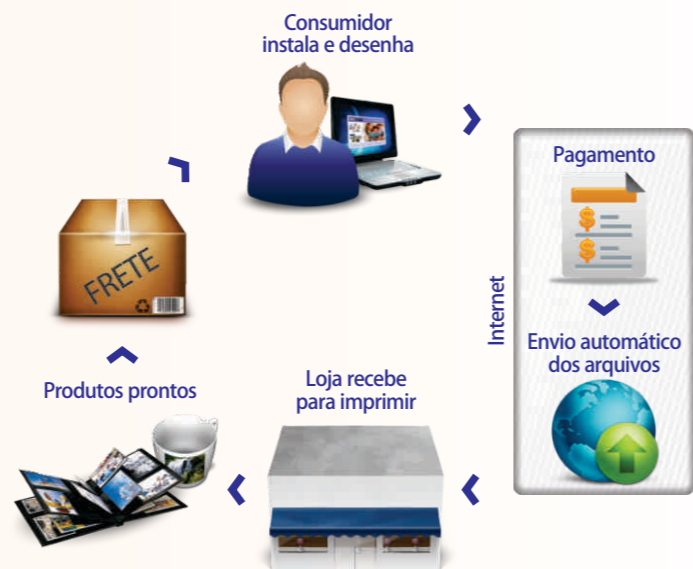 Consumidor
instala e desenha
Pagamento
Internet
Envio automático
dos arquivos
Loja recebe
para imprimir
Produtos prontos
FRETE